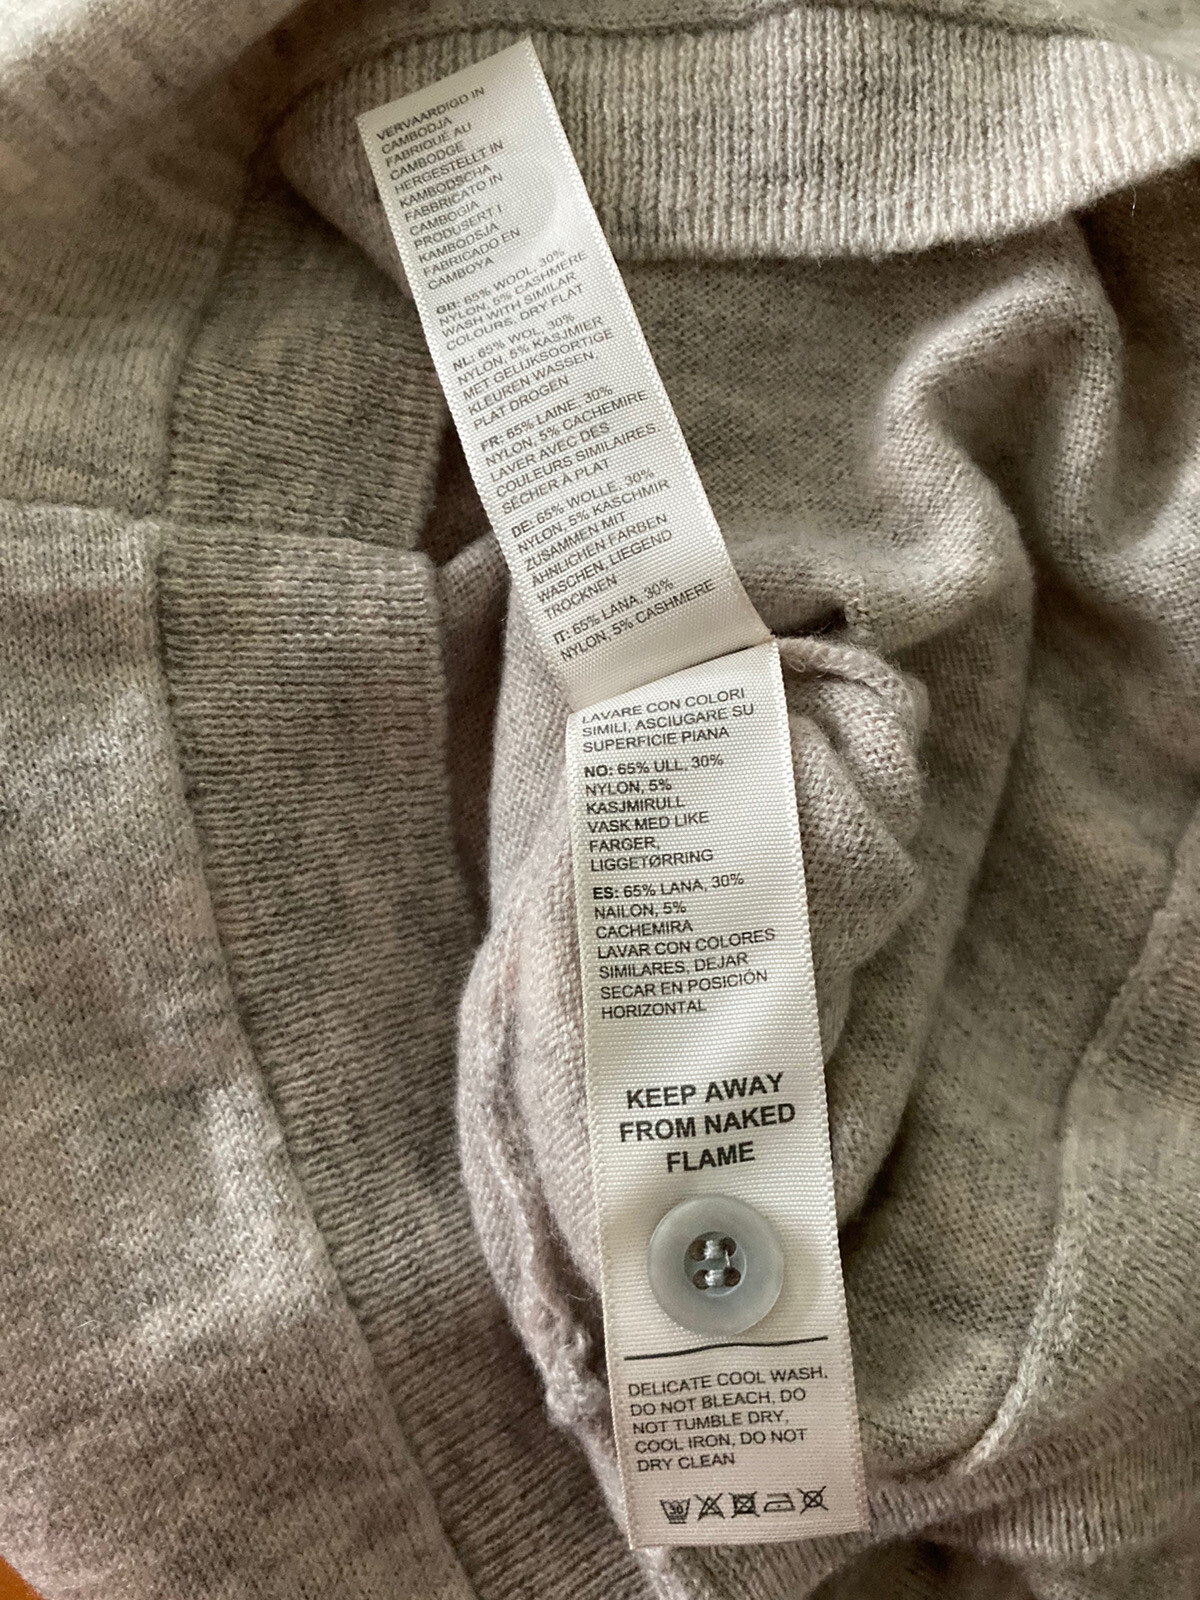 VERVAARDIGD IN
CAMBODJA
FABRIQUÉ AU
CAMBODGE
HERGESTELLT IN
KAMBODSCHA
FABBRICATO IN
CAMBOGIA
PRODUSERT I
KAMBODSJA
FABRICADO EN
CAMBOYA
GB: 65% WOOL, 30%
NYLON, 5% CASHMERE
WASH WITH SIMILAR
COLOURS, DRY FLAT
NL: 65% WOL, 30%
NYLON, 5% KASJMIER
MET GELIJKSOORTIGE
KLEUREN WASSEN,
PLAT DROGEN
FR: 65% LAINE, 30%
NYLON, 5% CACHEMIRE
LAVER AVEC DES
COULEURS SIMILAIRES,
SÉCHER À PLAT
DE: 65% WOLLE, 30%
NYLON, 5% KASCHMIR
ZUSAMMEN MIT
ÄHNLICHEN FARBEN
WASCHEN, LIEGEND
TROCKNEN
IT: 65% LANA, 30%
NYLON, 5% CASHMERE
LAVARE CON COLORI
SIMILI, ASCIUGARE SU
SUPERFICIE PIANA
NO: 65% ULL, 30%
NYLON, 5%
KASJMIRULL
VASK MED LIKE
FARGER,
LIGGETØRRING
ES: 65% LANA, 30%
NAILON, 5%
CACHEMIRA
LAVAR CON COLORES
SIMILARES, DEJAR
SECAR EN POSICIÓN
HORIZONTAL
KEEP AWAY
FROM NAKED
FLAME
DELICATE COOL WASH,
DO NOT BLEACH, DO
NOT TUMBLE DRY,
COOL IRON, DO NOT
DRY CLEAN
30